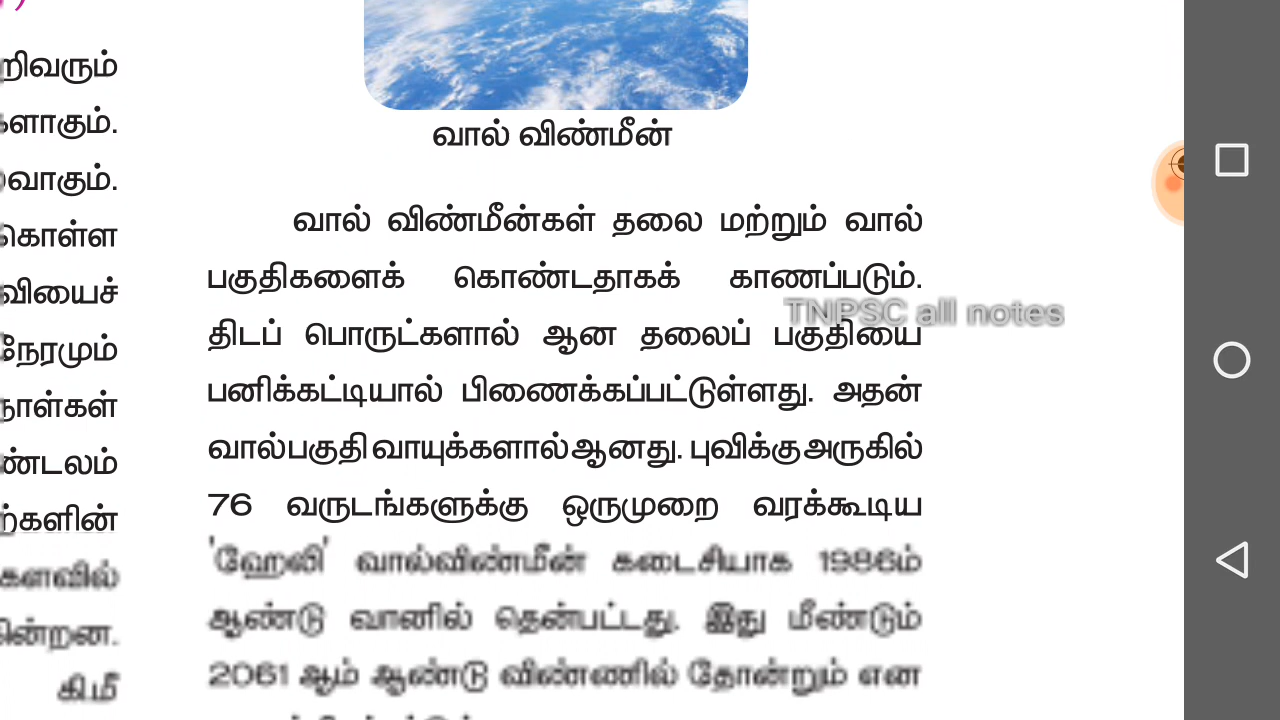 றிவரும்
ளாகும்.
வாகும்.
கொள்ள
வியைச்
நேரமும்
நாள்கள்
ண்டலம்
ற்களின்
களவில்
கின்றன.
கி.மீ
வால் விண்மீன்
வால் விண்மீன்கள் தலை மற்றும் வால்
பகுதிகளைக் கொண்டதாகக் காணப்படும்.
திடப் பொருட்களால் ஆன தலைப் பகுதியை
பனிக்கட்டியால் பிணைக்கப்பட்டுள்ளது. அதன்
வால்பகுதி வாயுக்களால் ஆனது. புவிக்கு அருகில்
76 வருடங்களுக்கு ஒருமுறை வரக்கூடிய
'ஹேலி' வால்விண்மீன் கடைசியாக 1986ம்
ஆண்டு வானில் தென்பட்டது. இது மீண்டும்
2061 ஆம் ஆண்டு விண்ணில் தோன்றும் என
TNPSC all notes